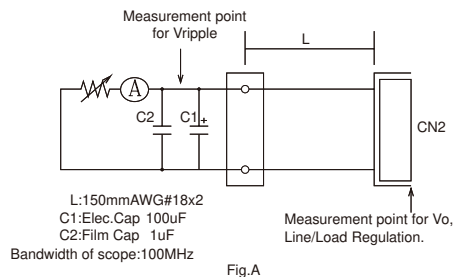 Measurement point
for Vripple
L
A
C2
C1
+
CN2
L:150mmAWG#18x2
C1:Elec.Cap 100uF
C2:Film Cap 1uF
Bandwidth of scope:100MHz
Measurement point for Vo,
Line/Load Regulation.
Fig.A